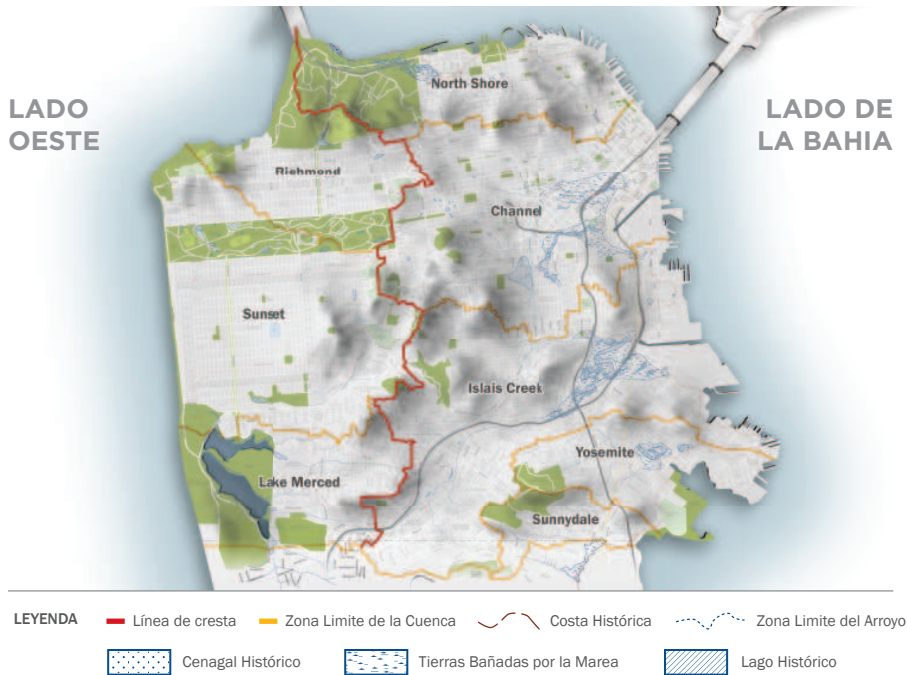 LADO
OESTE
LADO DE
LA BAHIA
North Shore
Richmond
Channel
Sunset
Islais Creek
Yosemite
Lake Merced
Sunnydale
LEYENDA
Línea de cresta
Zona Limite de la Cuenca
Costa Histórica
Zona Limite del Arroyo
Cenagal Histórico
Tierras Bañadas por la Marea
Lago Histórico